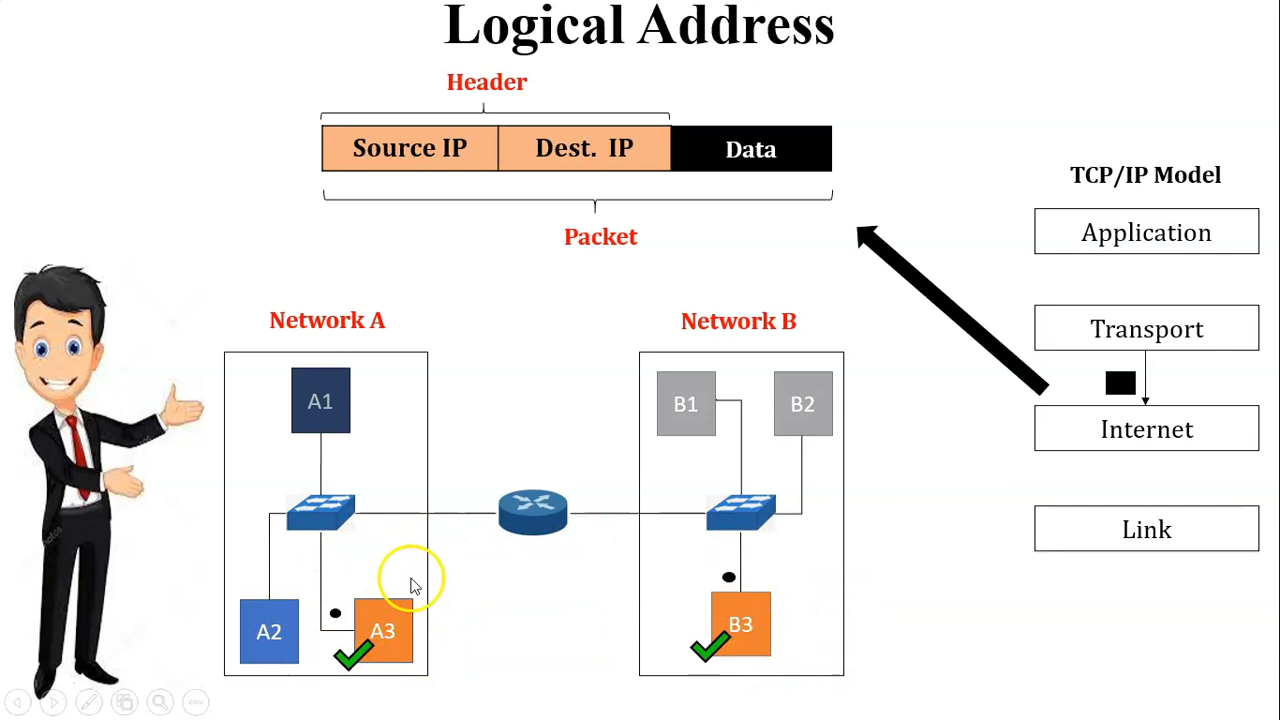 Logical Address
Header
Source IP
Dest. IP
Data
Packet
TCP/IP Model
Application
Transport
Internet
Link
Network A
A1
A2
A3
Network B
B1
B2
B3